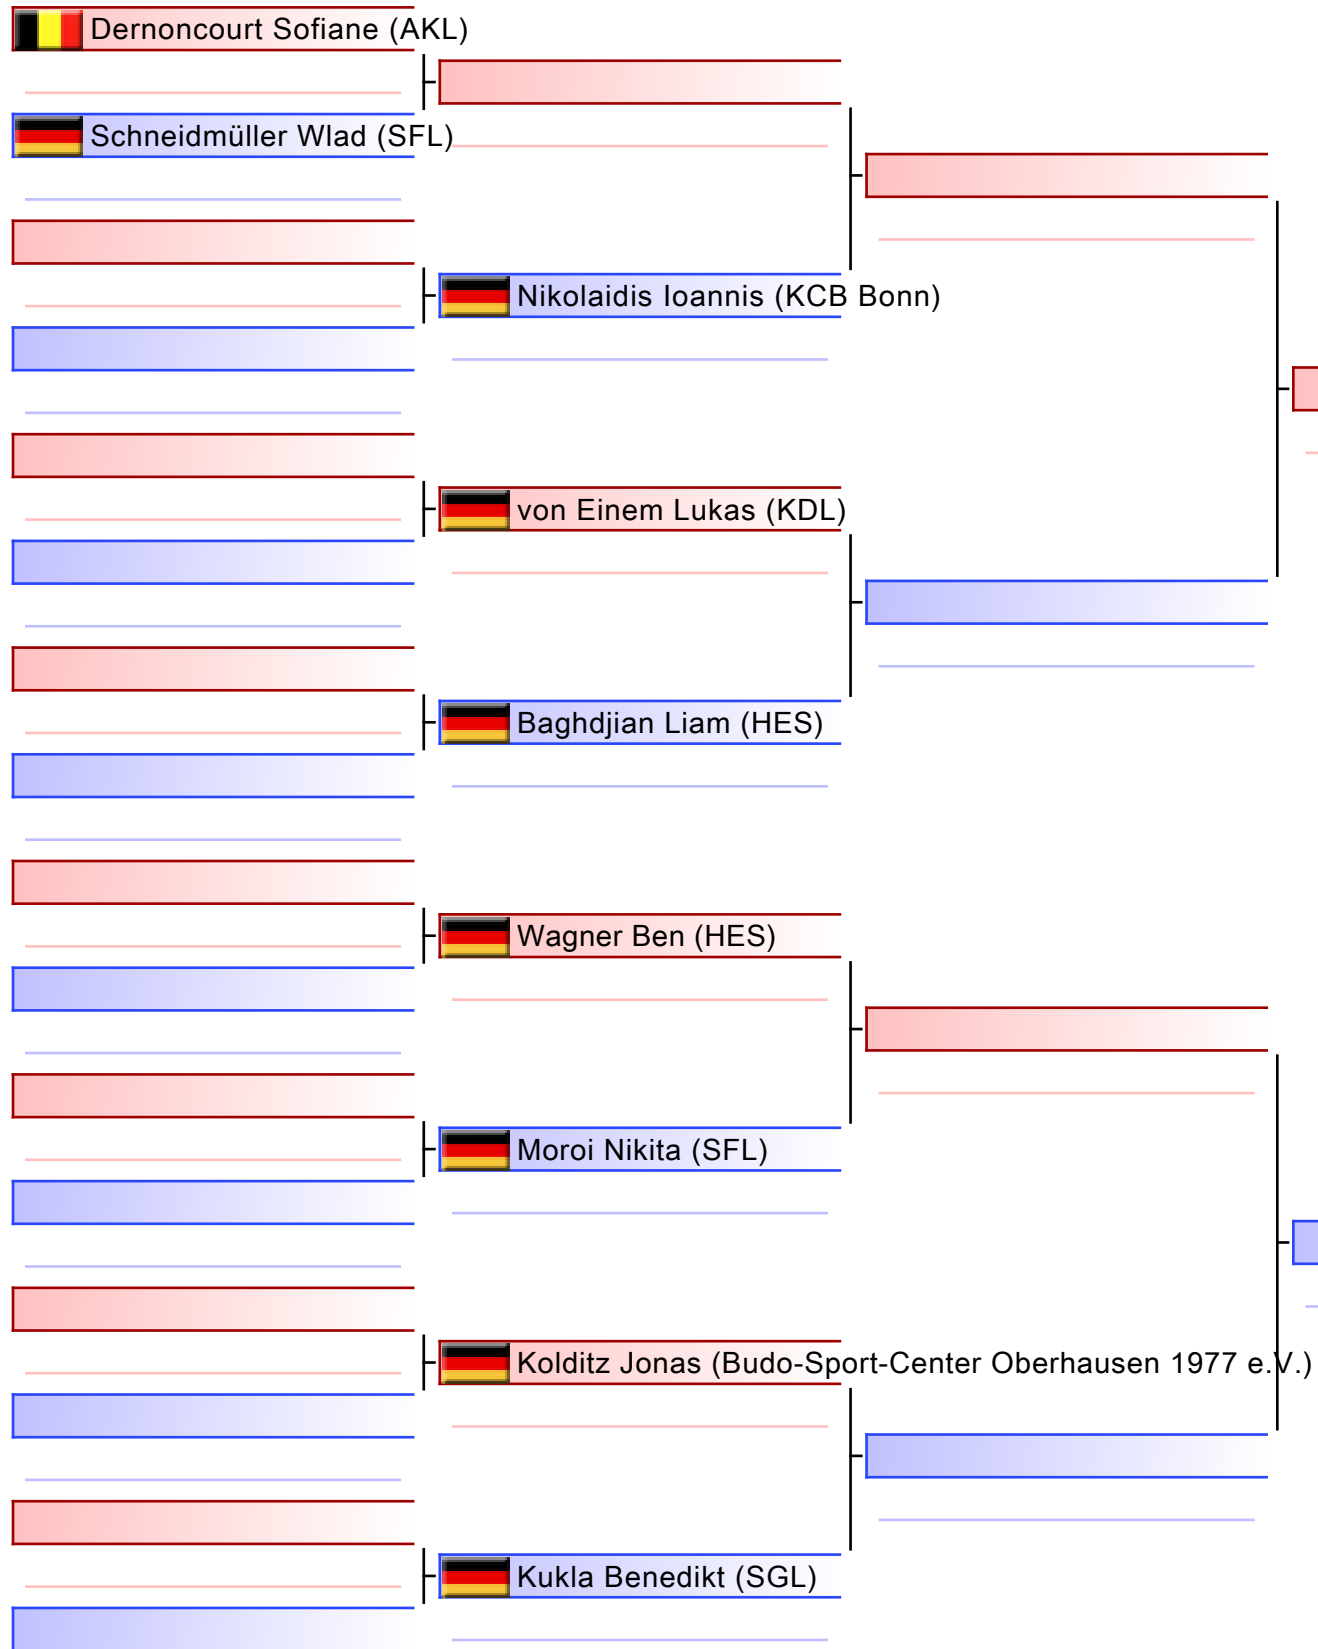 Dernoncourt Sofiane (AKL)
Schneidmüller Wlad (SFL)
Nikolaidis Ioannis (KCB Bonn)
von Einem Lukas (KDL)
Baghdjian Liam (HES)
Wagner Ben (HES)
Moroi Nikita (SFL)
Kolditz Jonas (Budo-Sport-Center Oberhausen 1977 e.V.)
Kukla Benedikt (SGL)